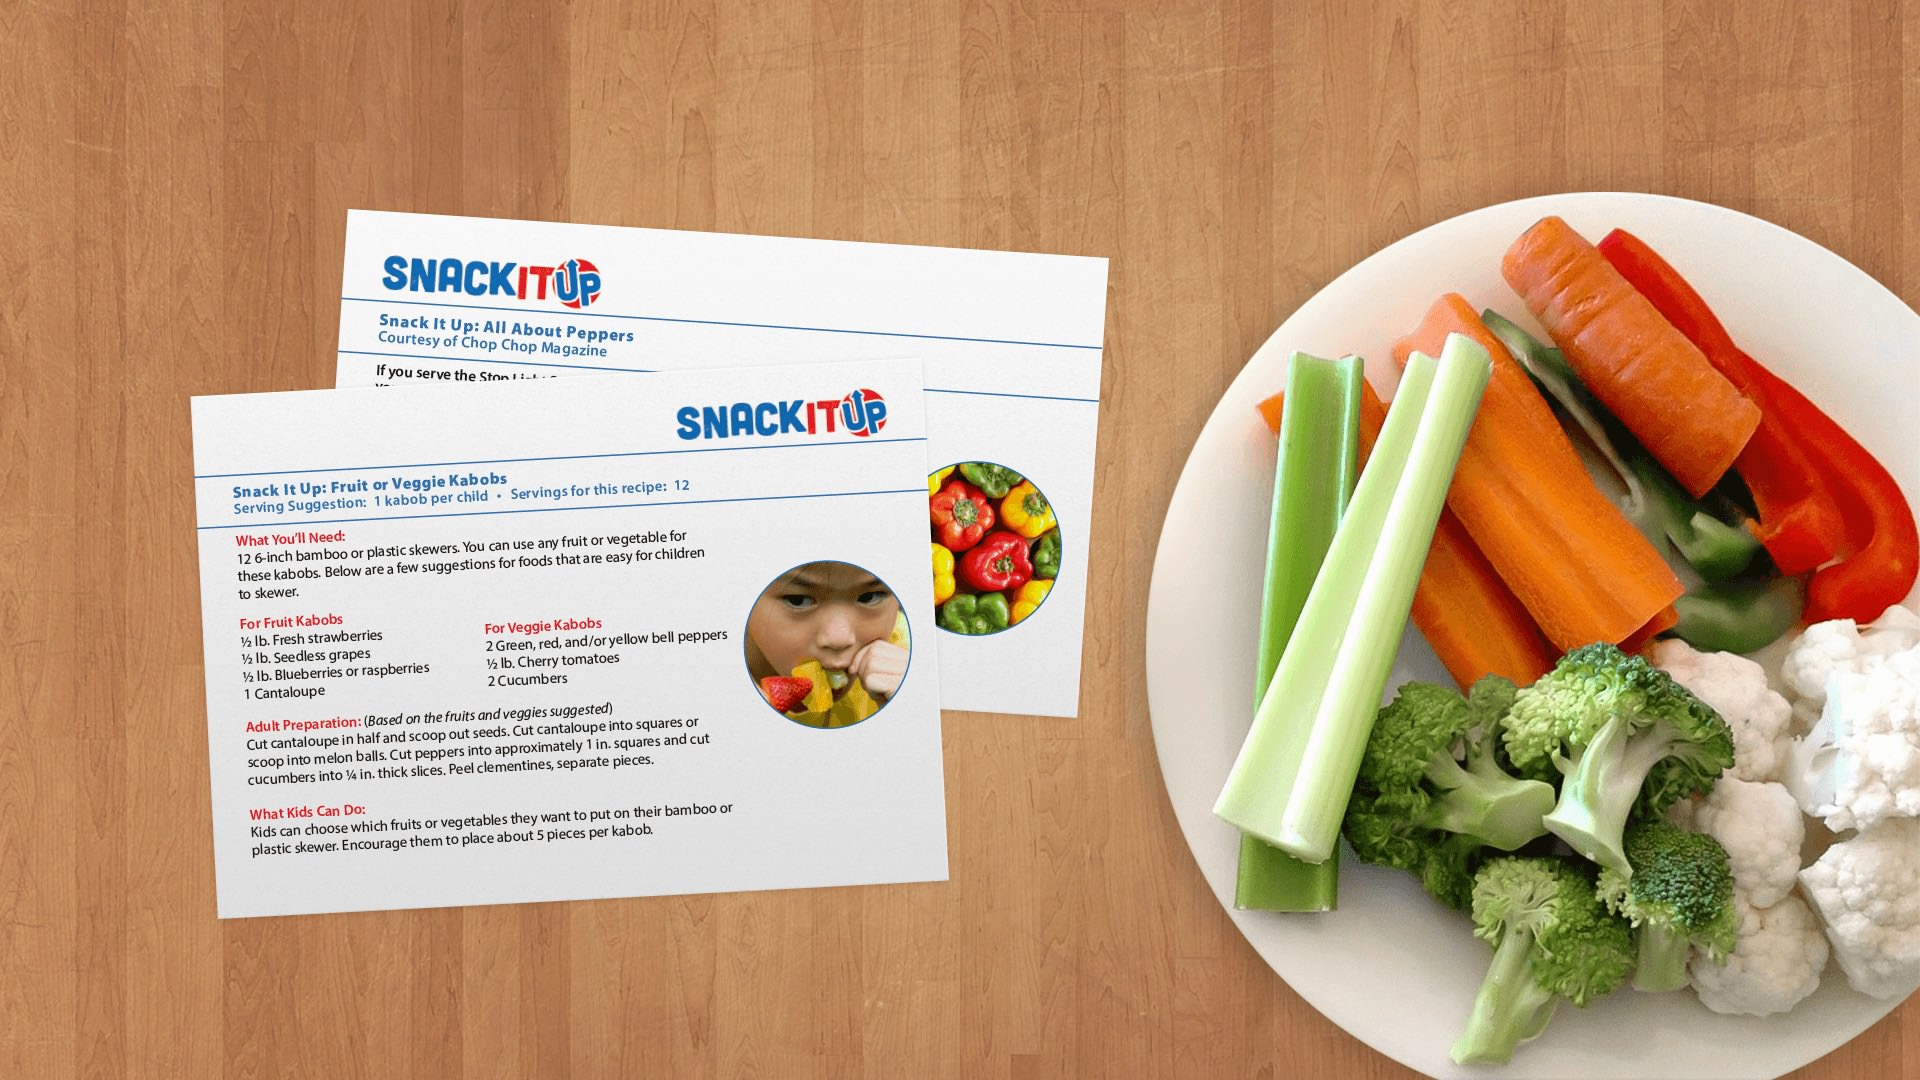 SNACKITUP
Snack It Up: All About Peppers
Courtesy of Chop Chop Magazine
If you serve the Stop Light
SNACKITUP
Snack It Up: Fruit or Veggie Kabobs
Serving Suggestion: 1 kabob per child • Servings for this recipe: 12
What You'll Need:
12 6-inch bamboo or plastic skewers. You can use any fruit or vegetable for
these kabobs. Below are a few suggestions for foods that are easy for children
to skewer.
For Fruit Kabobs
½ lb. Fresh strawberries
½ lb. Seedless grapes
½ lb. Blueberries or raspberries
1 Cantaloupe
For Veggie Kabobs
2 Green, red, and/or yellow bell peppers
½ lb. Cherry tomatoes
2 Cucumbers
Adult Preparation: (Based on the fruits and veggies suggested)
Cut cantaloupe in half and scoop out seeds. Cut cantaloupe into squares or
scoop into melon balls. Cut peppers into approximately 1 in. squares and cut
cucumbers into ¼ in. thick slices. Peel clementines, separate pieces.
What Kids Can Do:
Kids can choose which fruits or vegetables they want to put on their bamboo or
plastic skewer. Encourage them to place about 5 pieces per kabob.